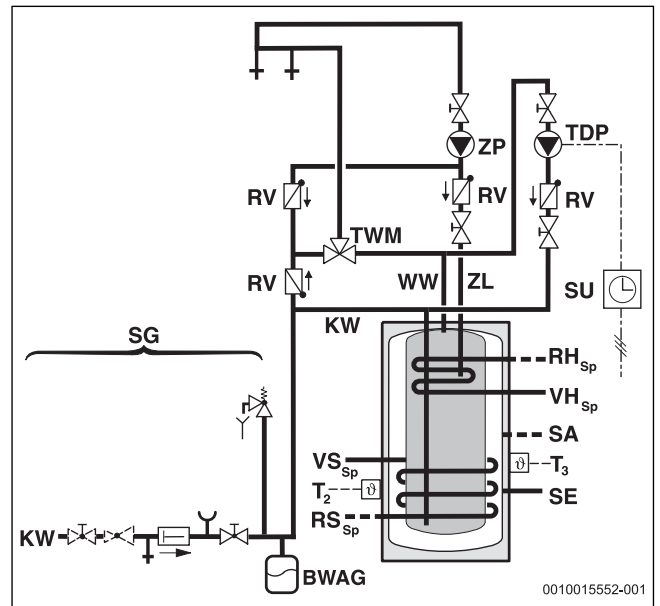 ZP
TDP
RV
RV
RV
TWM
RV
WW
ZL
SU
KW
SG
RH_Sp
VH_Sp
SA
VS_Sp
T_3
T_2
ϑ
ϑ
SE
RS_Sp
KW
BWAG
0010015552-001